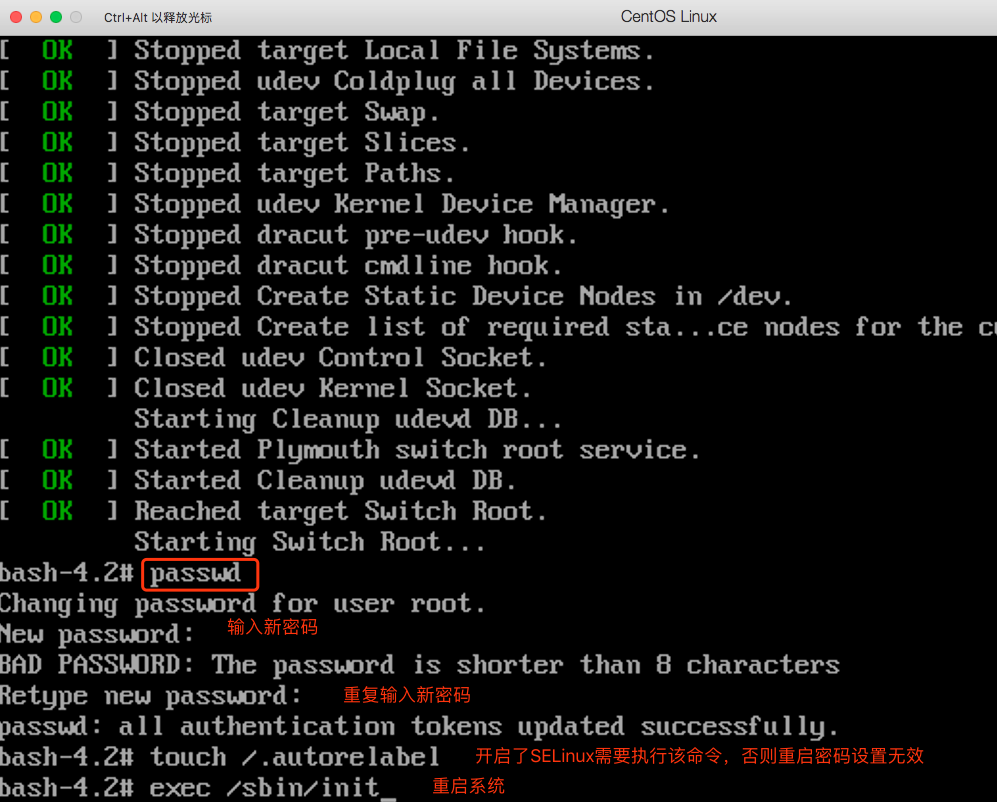 Ctrl+Alt 以释放光标 CentOS Linux
[ OK ] Stopped target Local File Systems.
[ OK ] Stopped udev Coldplug all Devices.
[ OK ] Stopped target Swap.
[ OK ] Stopped target Slices.
[ OK ] Stopped target Paths.
[ OK ] Stopped udev Kernel Device Manager.
[ OK ] Stopped dracut pre-udev hook.
[ OK ] Stopped dracut cmdline hook.
[ OK ] Stopped Create Static Device Nodes in /dev.
[ OK ] Stopped Create list of required sta...ce nodes for the cu
[ OK ] Closed udev Control Socket.
[ OK ] Closed udev Kernel Socket.
Starting Cleanup udevd DB...
[ OK ] Started Plymouth switch root service.
[ OK ] Started Cleanup udevd DB.
[ OK ] Reached target Switch Root.
Starting Switch Root...
bash-4.2# passwd
Changing password for user root.
New password: 输入新密码
BAD PASSWORD: The password is shorter than 8 characters
Retype new password: 重复输入新密码
passwd: all authentication tokens updated successfully.
bash-4.2# touch /.autorelabel 开启了SELinux需要执行该命令，否则重启密码设置无效
bash-4.2# exec /sbin/init_ 重启系统